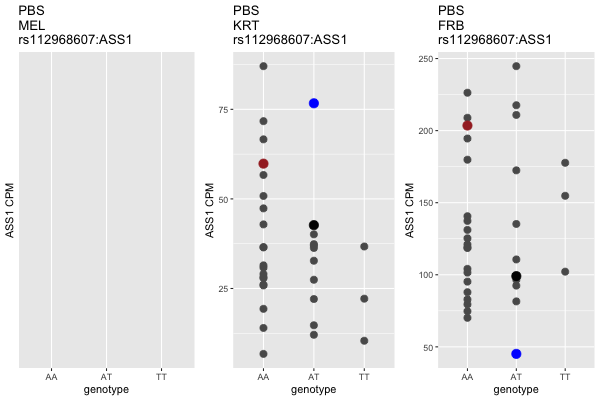 PBS
MEL
rs112968607:ASS1
ASS1 CPM
AA
AT
TT
genotype
PBS
KRT
rs112968607:ASS1
ASS1 CPM
75
50
25
AA
AT
TT
genotype
PBS
FRB
rs112968607:ASS1
ASS1 CPM
250
200
150
100
50
AA
AT
TT
genotype